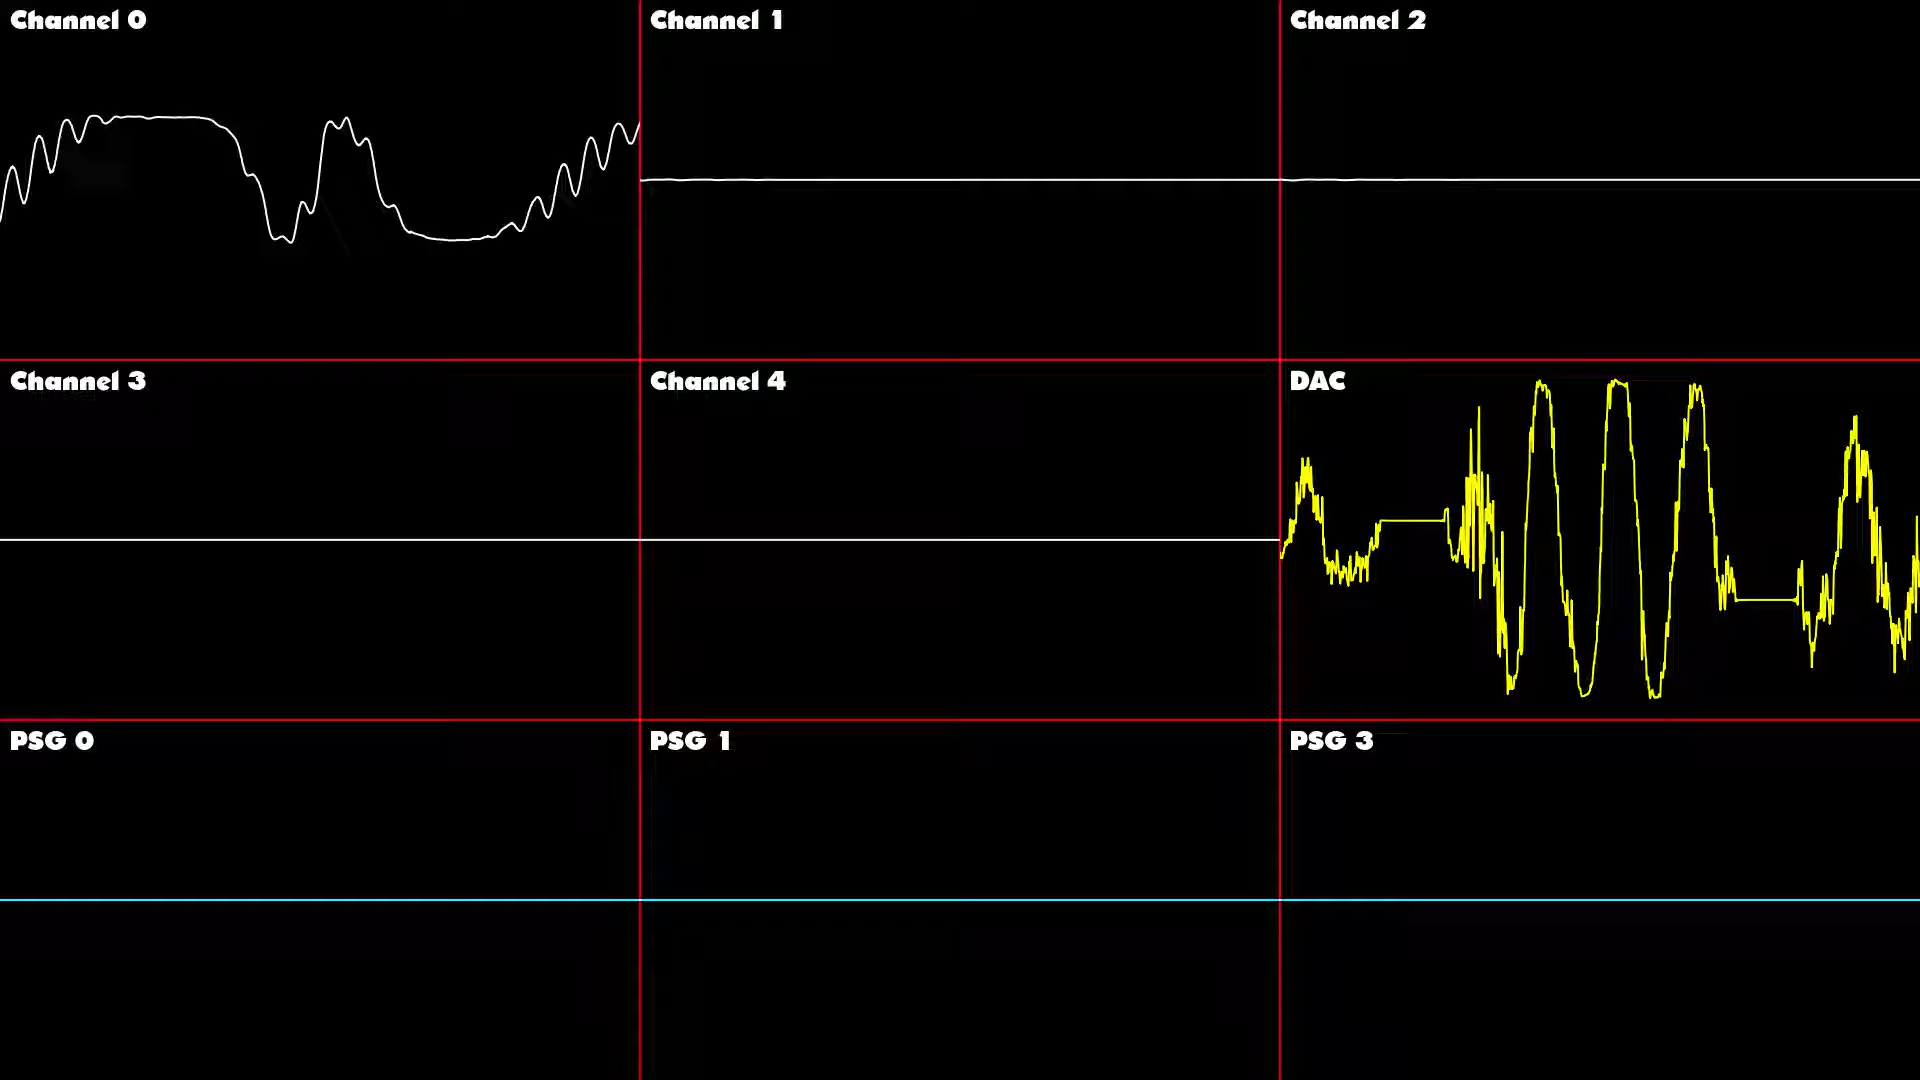 Channel 0
Channel 1
Channel 2
Channel 3
Channel 4
DAC
PSG 0
PSG 1
PSG 3